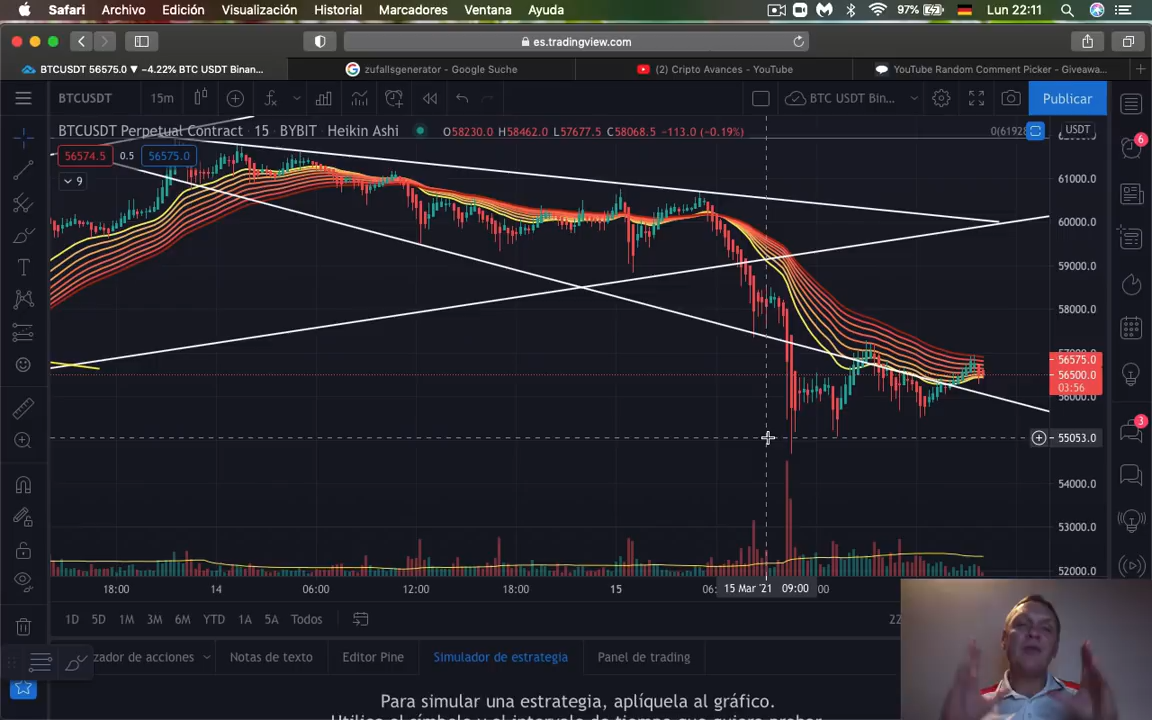 Safari Archivo Edición Visualización Historial Marcadores Ventana Ayuda 97% Lun 22:11
es.tradingview.com
BTCUSDT 56575.0 ▼ −4.22% BTC USDT Binan... zufallsgenerator - Google Suche (2) Cripto Avances - YouTube YouTube Random Comment Picker - Giveawa...
BTCUSDT 15m BTC USDT Bin... Publicar
BTCUSDT Perpetual Contract · 15 · BYBIT · Heikin Ashi O58230.0 H58462.0 L57677.5 C58068.5 −113.0 (−0.19%) USDT
56574.5 0.5 56575.0
6
9
61000.0
60000.0
59000.0
58000.0
56575.0
56500.0
03:56
56000.0
3
55053.0
54000.0
53000.0
52000.0
18:00 14 06:00 12:00 18:00 15 15 Mar '21 09:00
1D 5D 1M 3M 6M YTD 1A 5A Todos
zador de acciones Notas de texto Editor Pine Simulador de estrategia Panel de trading
Para simular una estrategia, aplíquela al gráfico.